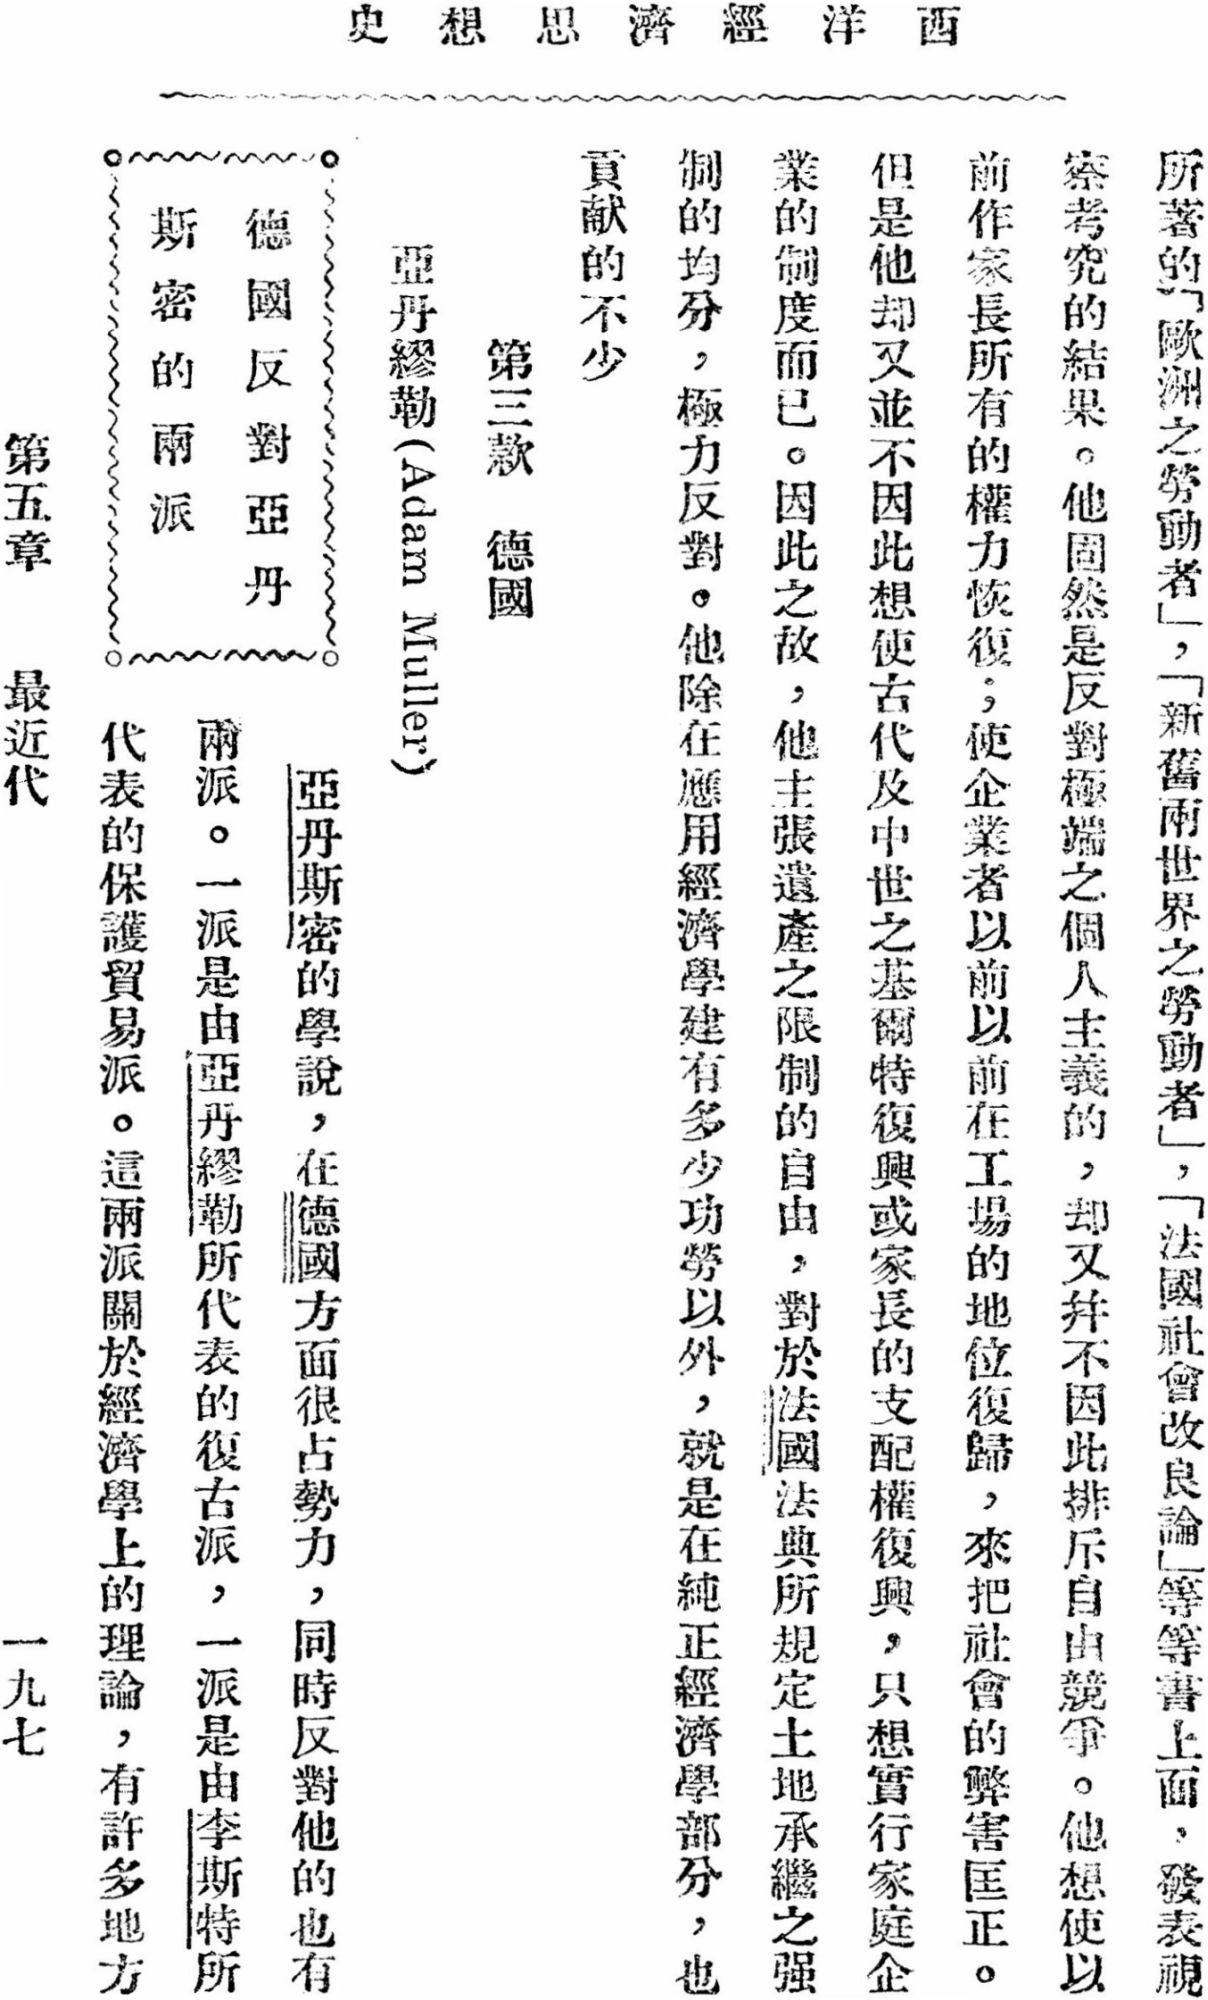 西洋經濟思想史
所著的「歐洲之勞動者」，「新舊兩世界之勞動者」，「法國社會改良論」等等書上面，發表視
察考究的結果。他固然是反對極端之個人主義的，却又幷不因此排斥自由競爭。他想使以
前作家長所有的權力恢復；使企業者以前以前在工場的地位復歸，來把社會的弊害匡正。
但是他却又並不因此想使古代及中世之基爾特復興或家長的支配權復興，只想實行家庭企
業的制度而已。因此之故，他主張遺產之限制的自由，對於法國法典所規定土地承繼之强
制的均分，極力反對。他除在應用經濟學建有多少功勞以外，就是在純正經濟學部分，也
貢献的不少
第三款　德國
亞丹繆勒(Adam Muller)
德國反對亞丹
斯密的兩派
亞丹斯密的學說，在德國方面很占勢力，同時反對他的也有
兩派。一派是由亞丹繆勒所代表的復古派，一派是由李斯特所
代表的保護貿易派。這兩派關於經濟學上的理論，有許多地方
第五章　最近代
一九七